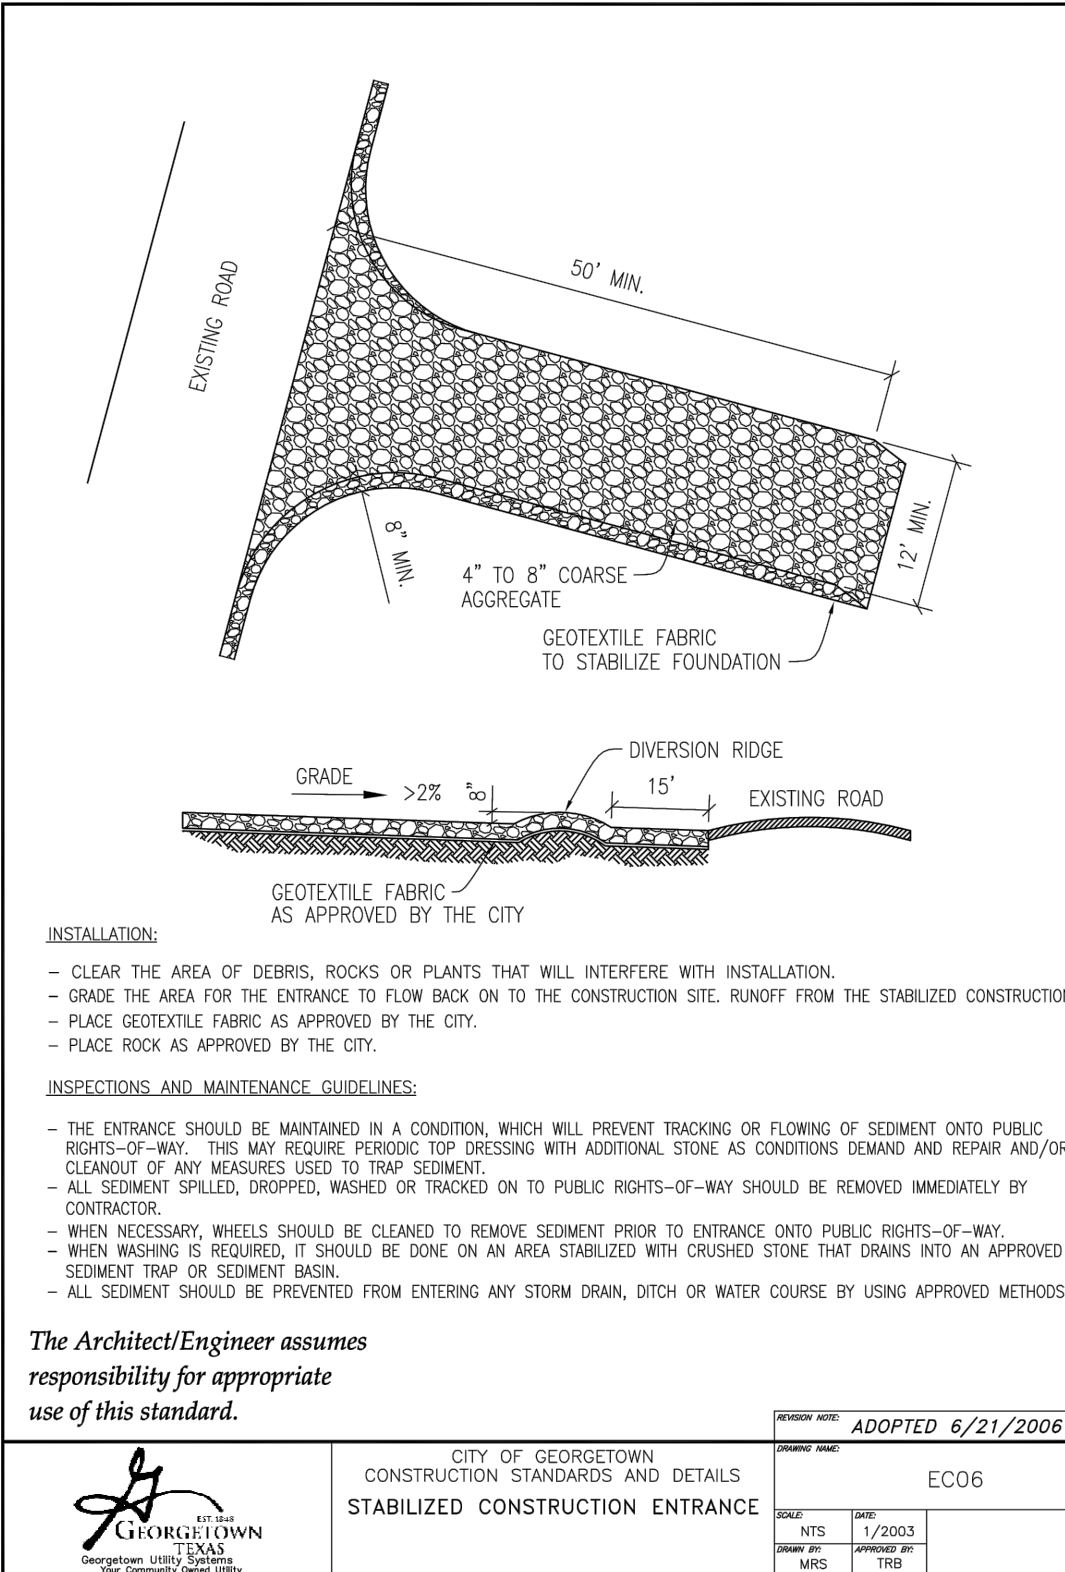 EXISTING ROAD
50' MIN.
8" MIN.
12' MIN.
4" TO 8" COARSE
AGGREGATE
GEOTEXTILE FABRIC
TO STABILIZE FOUNDATION
DIVERSION RIDGE
GRADE
>2%
8"
15'
EXISTING ROAD
GEOTEXTILE FABRIC
AS APPROVED BY THE CITY
INSTALLATION:
– CLEAR THE AREA OF DEBRIS, ROCKS OR PLANTS THAT WILL INTERFERE WITH INSTALLATION.
– GRADE THE AREA FOR THE ENTRANCE TO FLOW BACK ON TO THE CONSTRUCTION SITE. RUNOFF FROM THE STABILIZED CONSTRUCTION
– PLACE GEOTEXTILE FABRIC AS APPROVED BY THE CITY.
– PLACE ROCK AS APPROVED BY THE CITY.
INSPECTIONS AND MAINTENANCE GUIDELINES:
– THE ENTRANCE SHOULD BE MAINTAINED IN A CONDITION, WHICH WILL PREVENT TRACKING OR FLOWING OF SEDIMENT ONTO PUBLIC
RIGHTS–OF–WAY. THIS MAY REQUIRE PERIODIC TOP DRESSING WITH ADDITIONAL STONE AS CONDITIONS DEMAND AND REPAIR AND/OR
CLEANOUT OF ANY MEASURES USED TO TRAP SEDIMENT.
– ALL SEDIMENT SPILLED, DROPPED, WASHED OR TRACKED ON TO PUBLIC RIGHTS–OF–WAY SHOULD BE REMOVED IMMEDIATELY BY
CONTRACTOR.
– WHEN NECESSARY, WHEELS SHOULD BE CLEANED TO REMOVE SEDIMENT PRIOR TO ENTRANCE ONTO PUBLIC RIGHTS–OF–WAY.
– WHEN WASHING IS REQUIRED, IT SHOULD BE DONE ON AN AREA STABILIZED WITH CRUSHED STONE THAT DRAINS INTO AN APPROVED
SEDIMENT TRAP OR SEDIMENT BASIN.
– ALL SEDIMENT SHOULD BE PREVENTED FROM ENTERING ANY STORM DRAIN, DITCH OR WATER COURSE BY USING APPROVED METHODS
The Architect/Engineer assumes
responsibility for appropriate
use of this standard.
REVISION NOTE:
ADOPTED 6/21/2006
EST. 1848
GEORGETOWN
TEXAS
Georgetown Utility Systems
Your Community Owned Utility
CITY OF GEORGETOWN
CONSTRUCTION STANDARDS AND DETAILS
STABILIZED CONSTRUCTION ENTRANCE
DRAWING NAME:
EC06
SCALE:
NTS
DATE:
1/2003
DRAWN BY:
MRS
APPROVED BY:
TRB